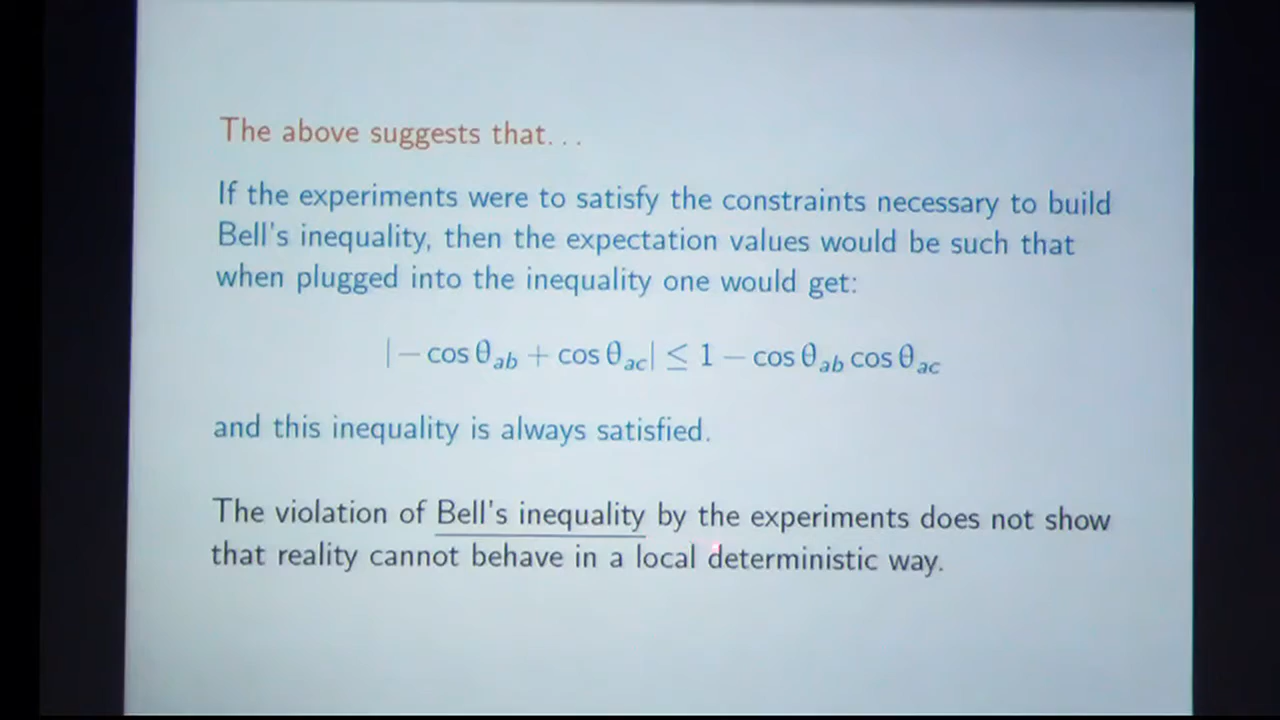 The above suggests that...
If the experiments were to satisfy the constraints necessary to build
Bell's inequality, then the expectation values would be such that
when plugged into the inequality one would get:
|− cos θ_ab + cos θ_ac| ≤ 1 − cos θ_ab cos θ_ac
and this inequality is always satisfied.
The violation of Bell's inequality by the experiments does not show
that reality cannot behave in a local deterministic way.